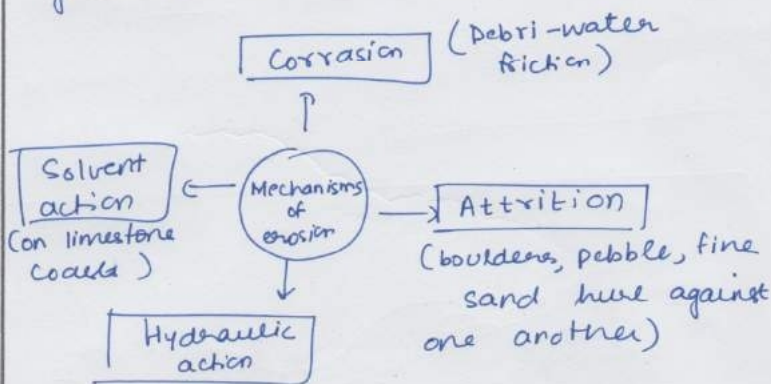 Corrasion
(Debri-water
friction)
Solvent
action
(on limestone
coasts)
Mechanisms
of
erosion
Attrition
(boulders, pebble, fine
sand hurl against
one another)
Hydraulic
action